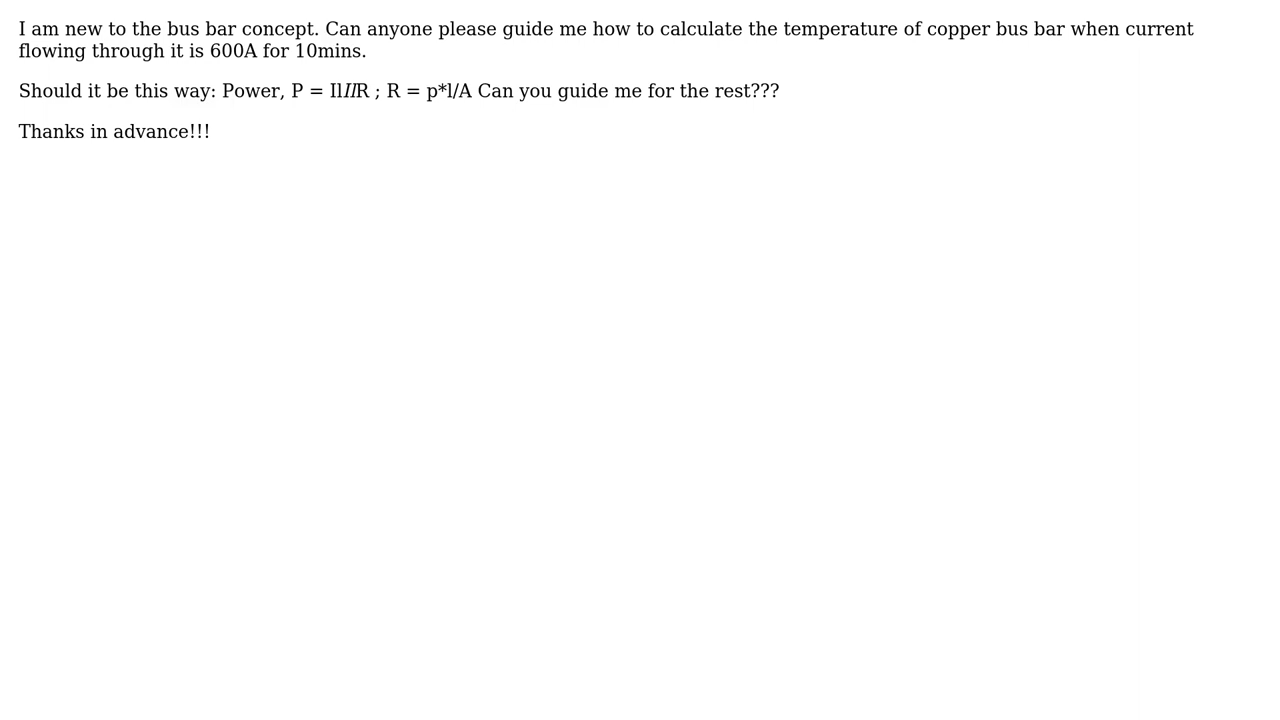 I am new to the bus bar concept. Can anyone please guide me how to calculate the temperature of copper bus bar when current
flowing through it is 600A for 10mins.
Should it be this way: Power, P = IlIIR ; R = p*l/A Can you guide me for the rest???
Thanks in advance!!!